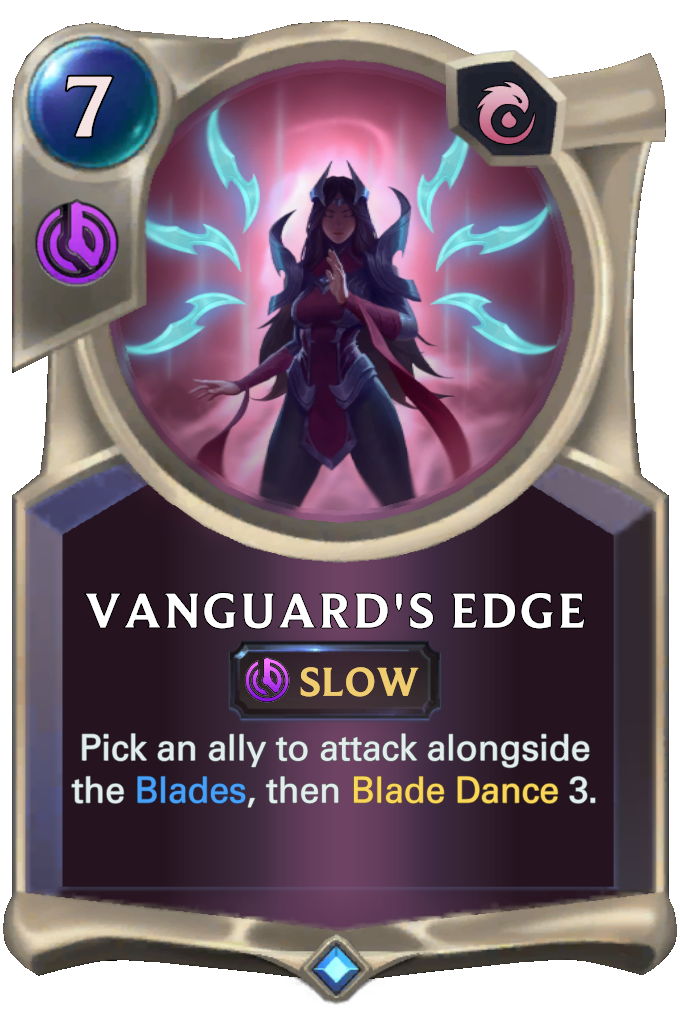 7
VANGUARD'S EDGE
SLOW
Pick an ally to attack alongside
the Blades, then Blade Dance 3.